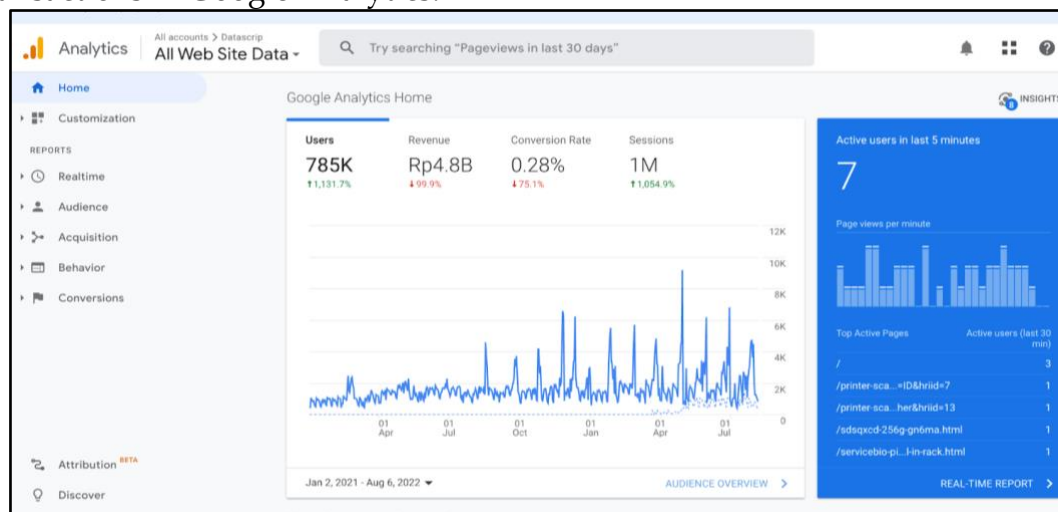 All accounts > Datascrip
Analytics
All Web Site Data
Try searching "Pageviews in last 30 days"
Home
Customization
REPORTS
Realtime
Audience
Acquisition
Behavior
Conversions
Attribution BETA
Discover
Google Analytics Home
INSIGHTS
8
Users
785K
1,131.7%
Revenue
Rp4.8B
99.9%
Conversion Rate
0.28%
75.1%
Sessions
1M
1,054.9%
12K
10K
8K
6K
4K
2K
0
01 Apr
01 Jul
01 Oct
01 Jan
01 Apr
01 Jul
Jan 2, 2021 - Aug 6, 2022
AUDIENCE OVERVIEW
Active users in last 5 minutes
7
Page views per minute
Top Active Pages
Active users (last 30
min)
/ 3
/printer-sca...=ID&hriid=7 1
/printer-sca...her&hriid=13 1
/sdsqxcd-256g-gn6ma.html 1
/servicebio-pi...l-in-rack.html 1
REAL-TIME REPORT